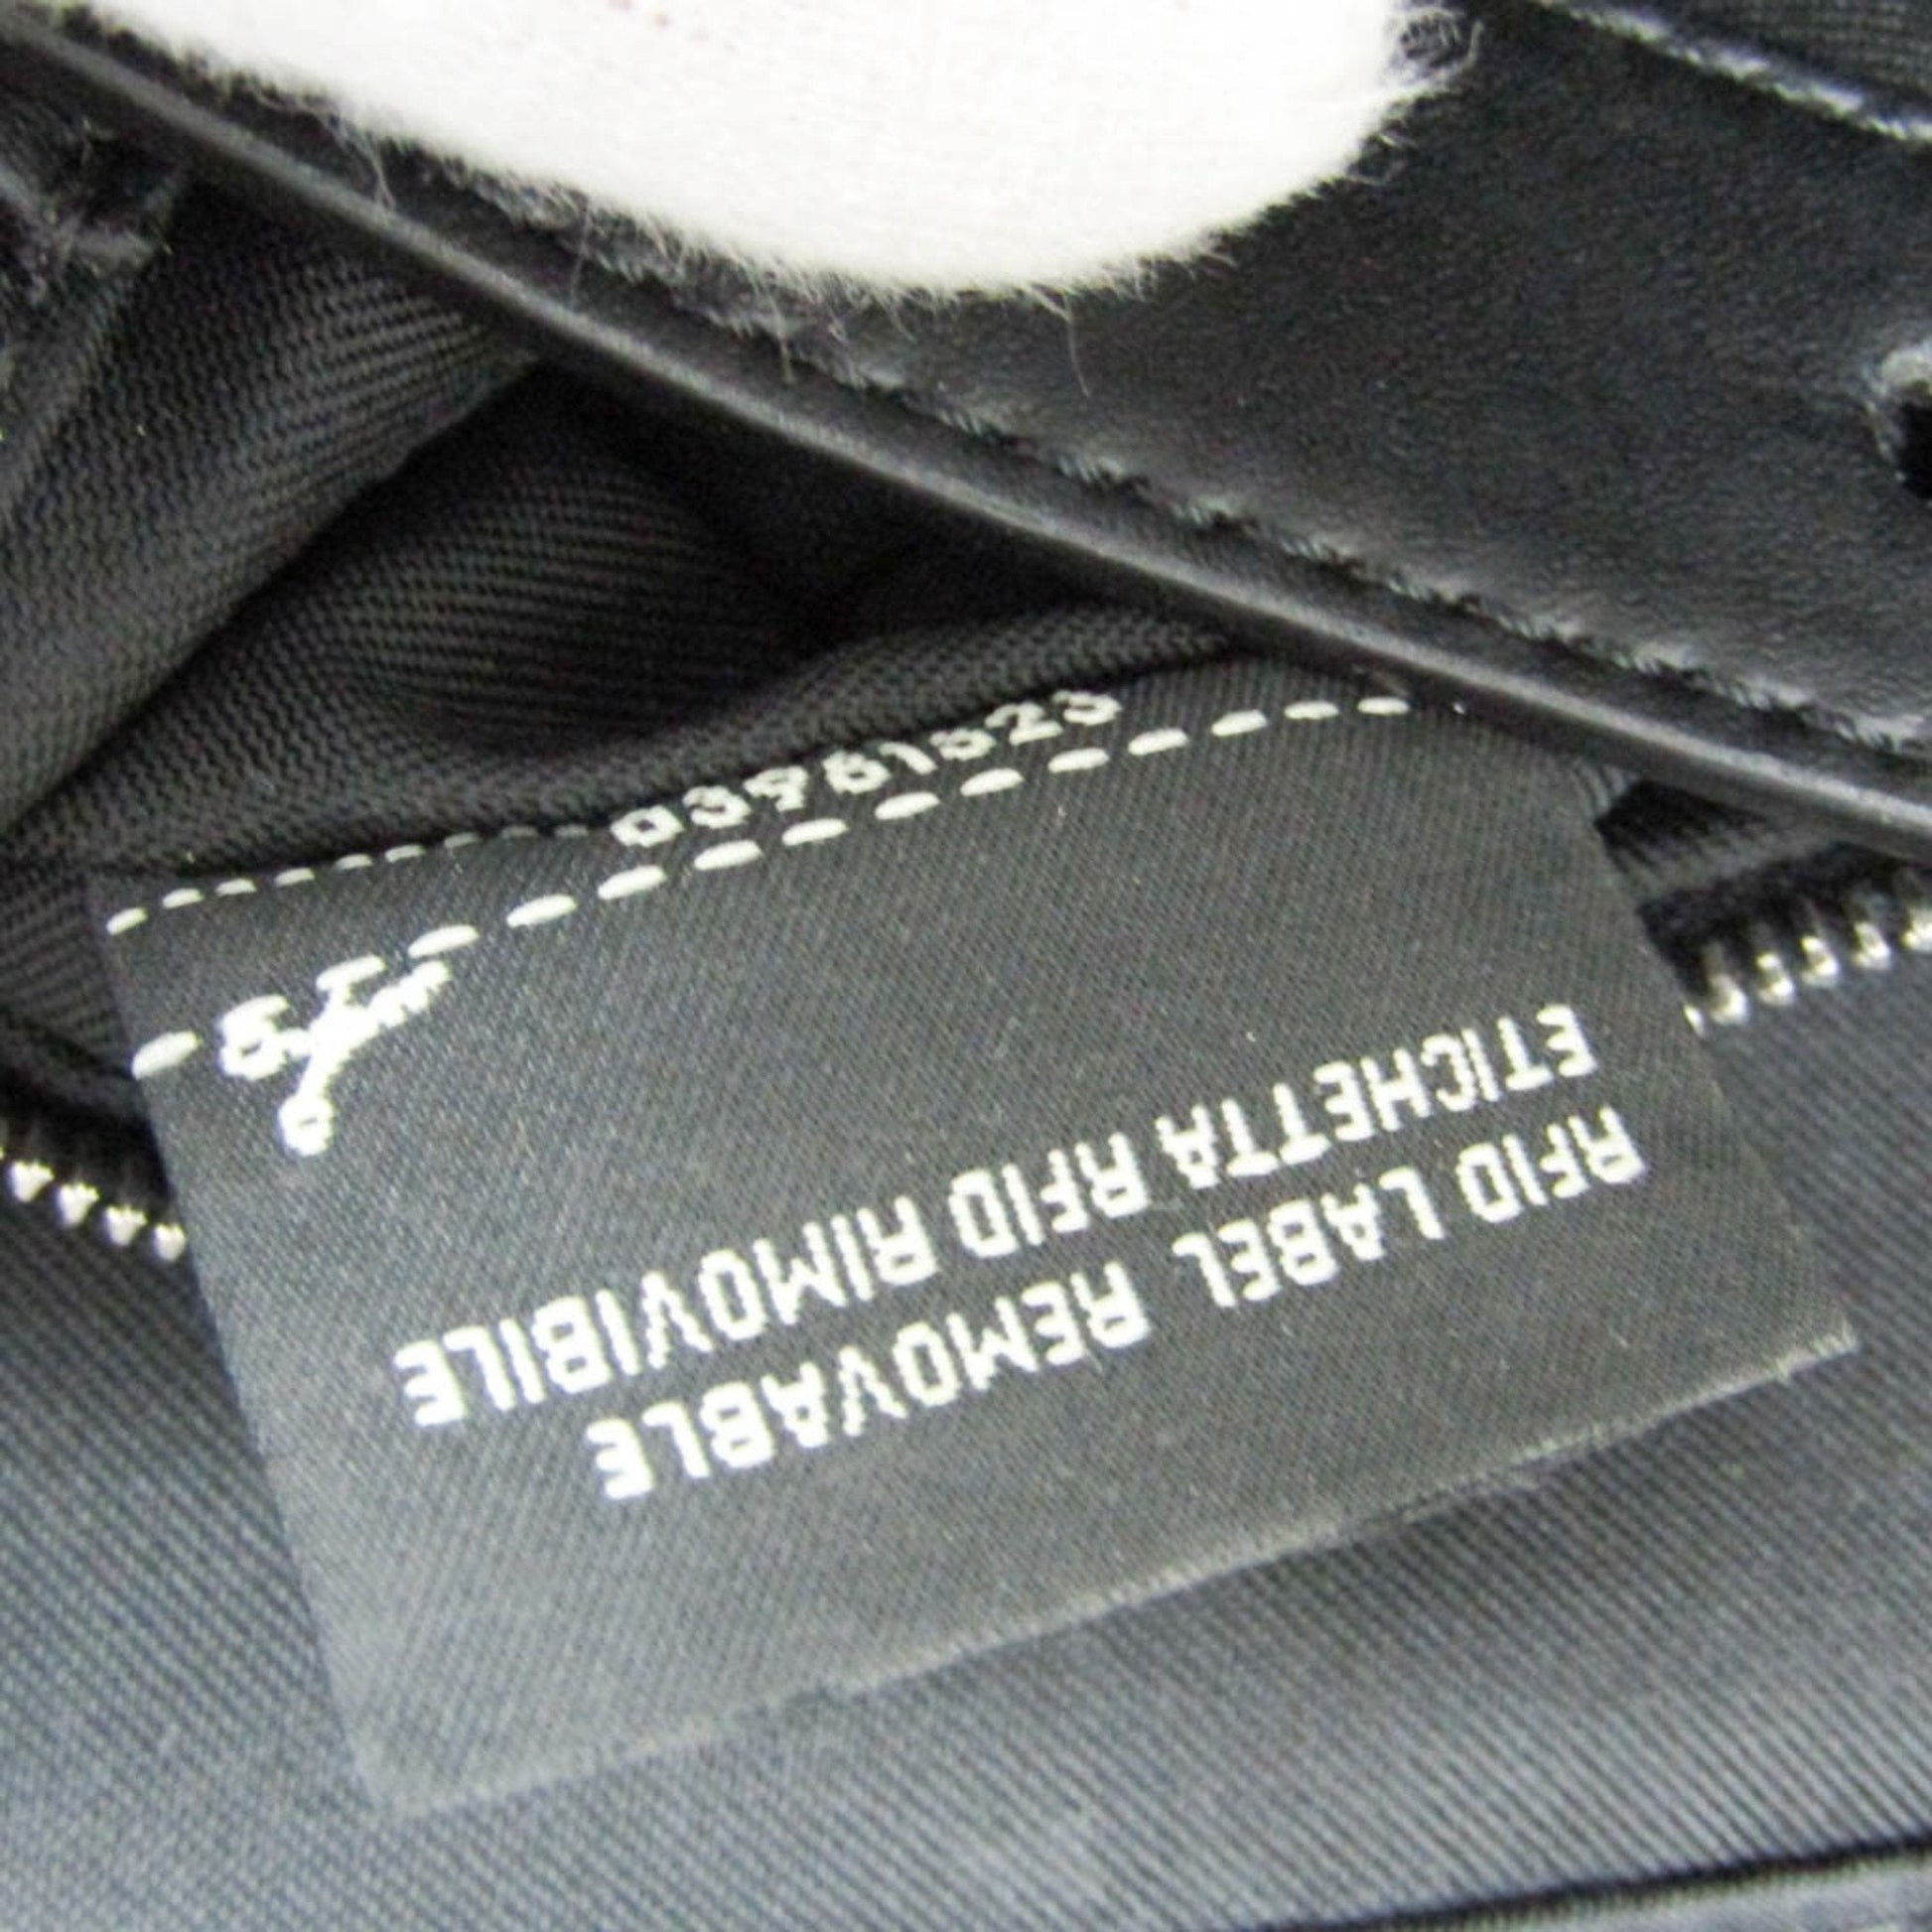 03961523
ETICHETTA RFID RIMOVIBILE
RFID LABEL REMOVABLE